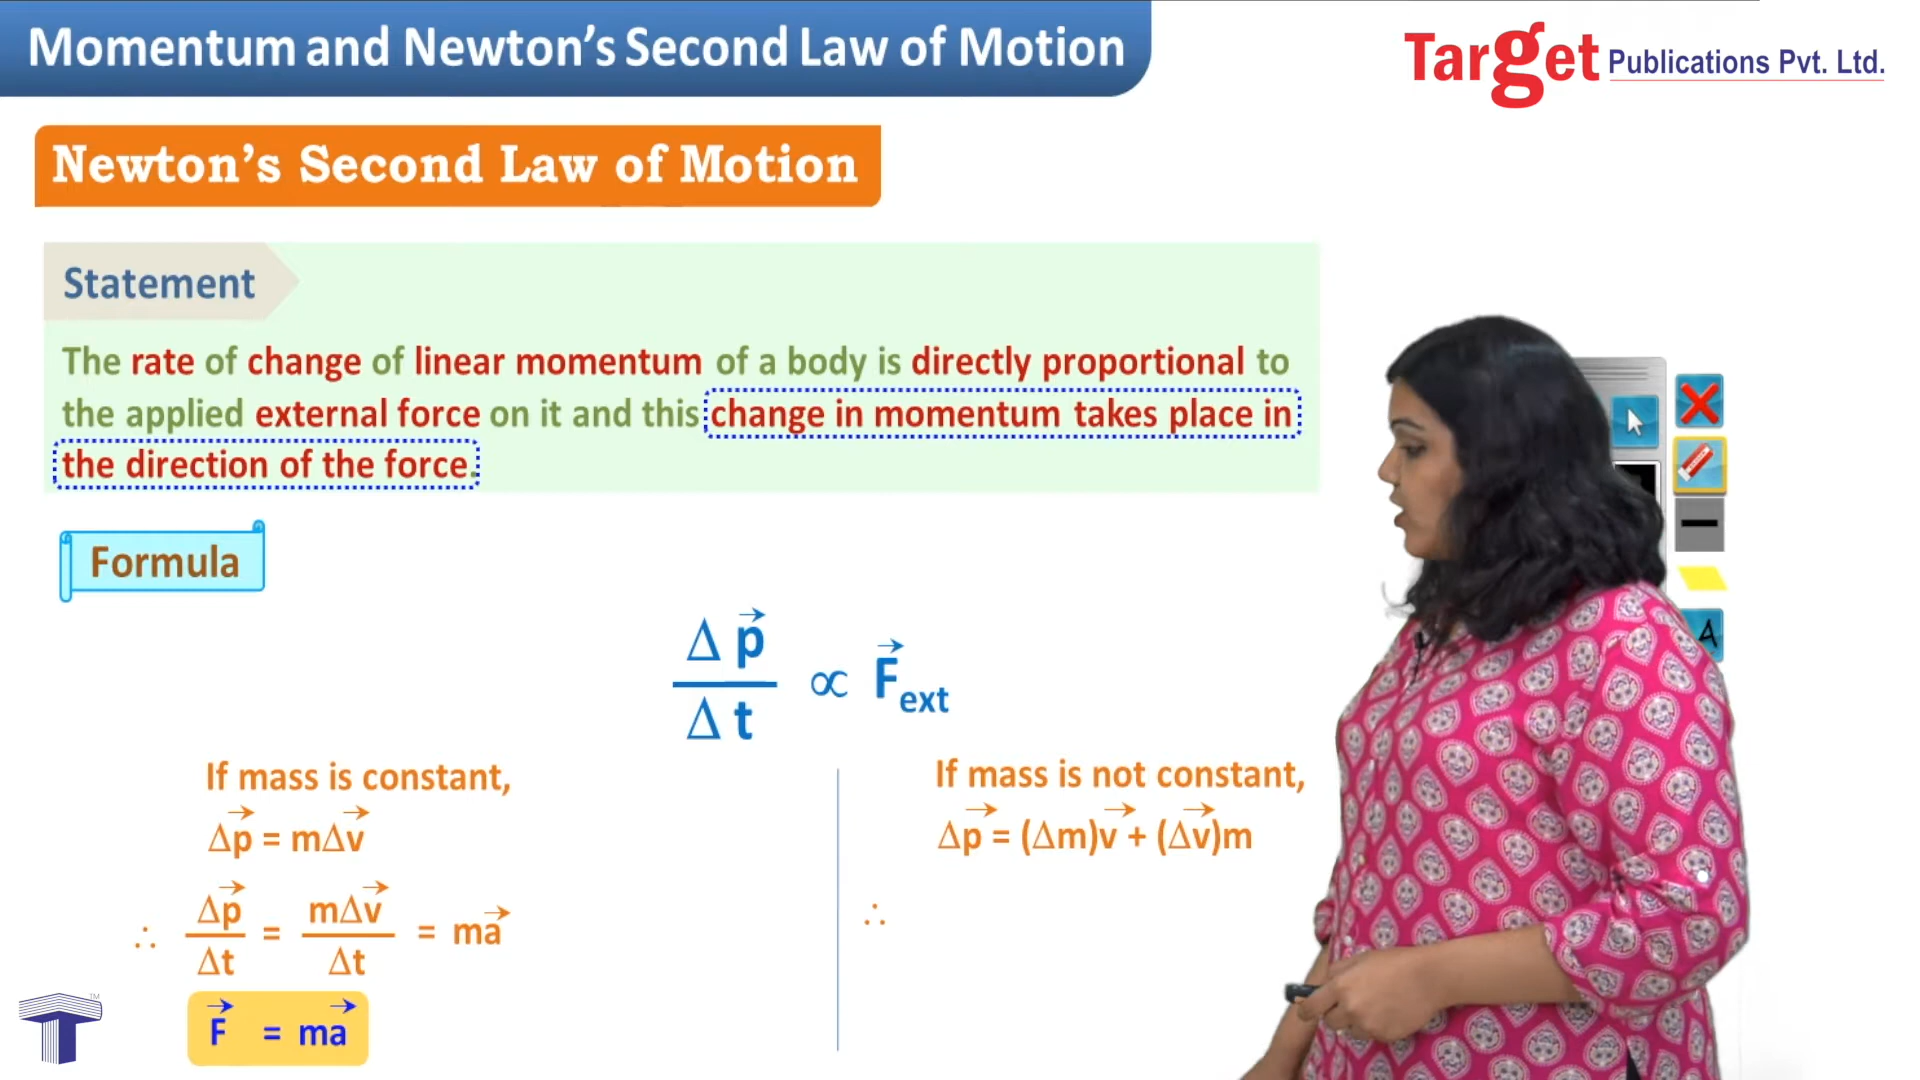 Momentum and Newton's Second Law of Motion
Target Publications Pvt. Ltd.
Newton's Second Law of Motion
Statement
The rate of change of linear momentum of a body is directly proportional to
the applied external force on it and this change in momentum takes place in
the direction of the force.
Formula
Δp⃗ / Δt ∝ F⃗ext
If mass is constant,
Δp⃗ = mΔv⃗
∴ Δp⃗ / Δt = mΔv⃗ / Δt = ma⃗
F⃗ = ma⃗
If mass is not constant,
Δp⃗ = (Δm)v⃗ + (Δv⃗)m
∴
A
T
TM